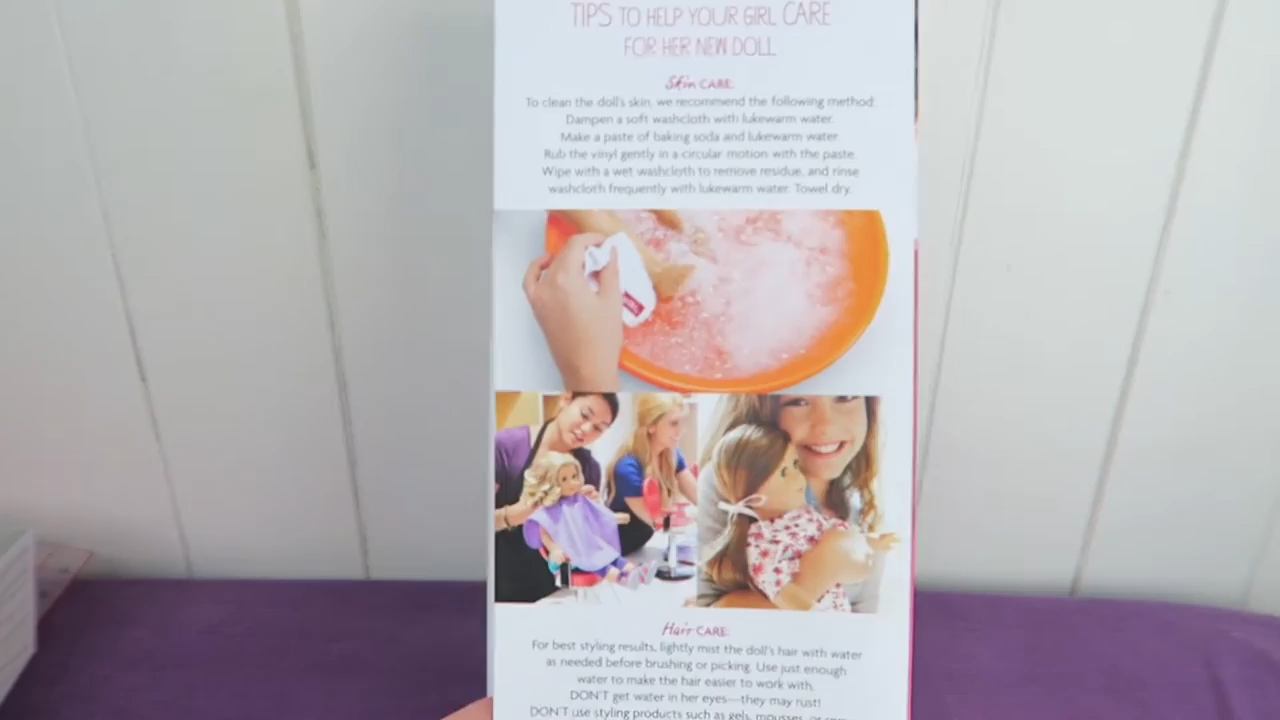 TIPS TO HELP YOUR GIRL CARE
FOR HER NEW DOLL
Skin CARE:
To clean the doll's skin, we recommend the following method:
Dampen a soft washcloth with lukewarm water.
Make a paste of baking soda and lukewarm water.
Rub the vinyl gently in a circular motion with the paste.
Wipe with a wet washcloth to remove residue, and rinse
washcloth frequently with lukewarm water. Towel dry.
Hair CARE:
For best styling results, lightly mist the doll's hair with water
as needed before brushing or picking. Use just enough
water to make the hair easier to work with.
DON'T get water in her eyes—they may rust!
DON'T use styling products such as gels, mousses, or